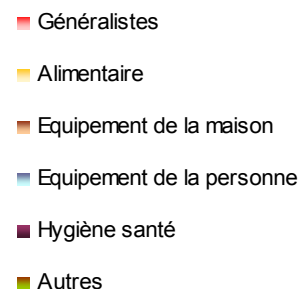 Généralistes
Alimentaire
Equipement de la maison
Equipement de la personne
Hygiène santé
Autres